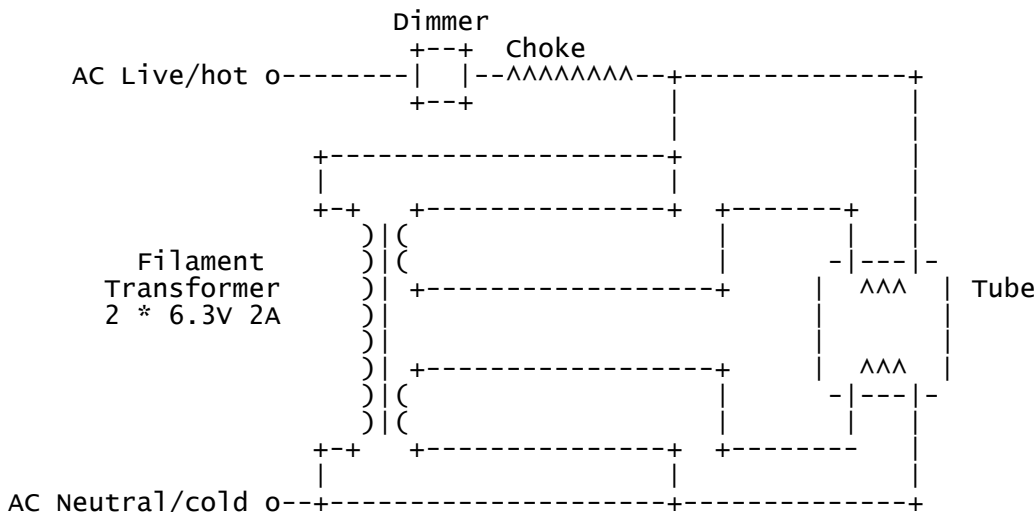 Dimmer
Choke
AC Live/hot
Filament
Transformer
2 * 6.3V 2A
Tube
AC Neutral/cold